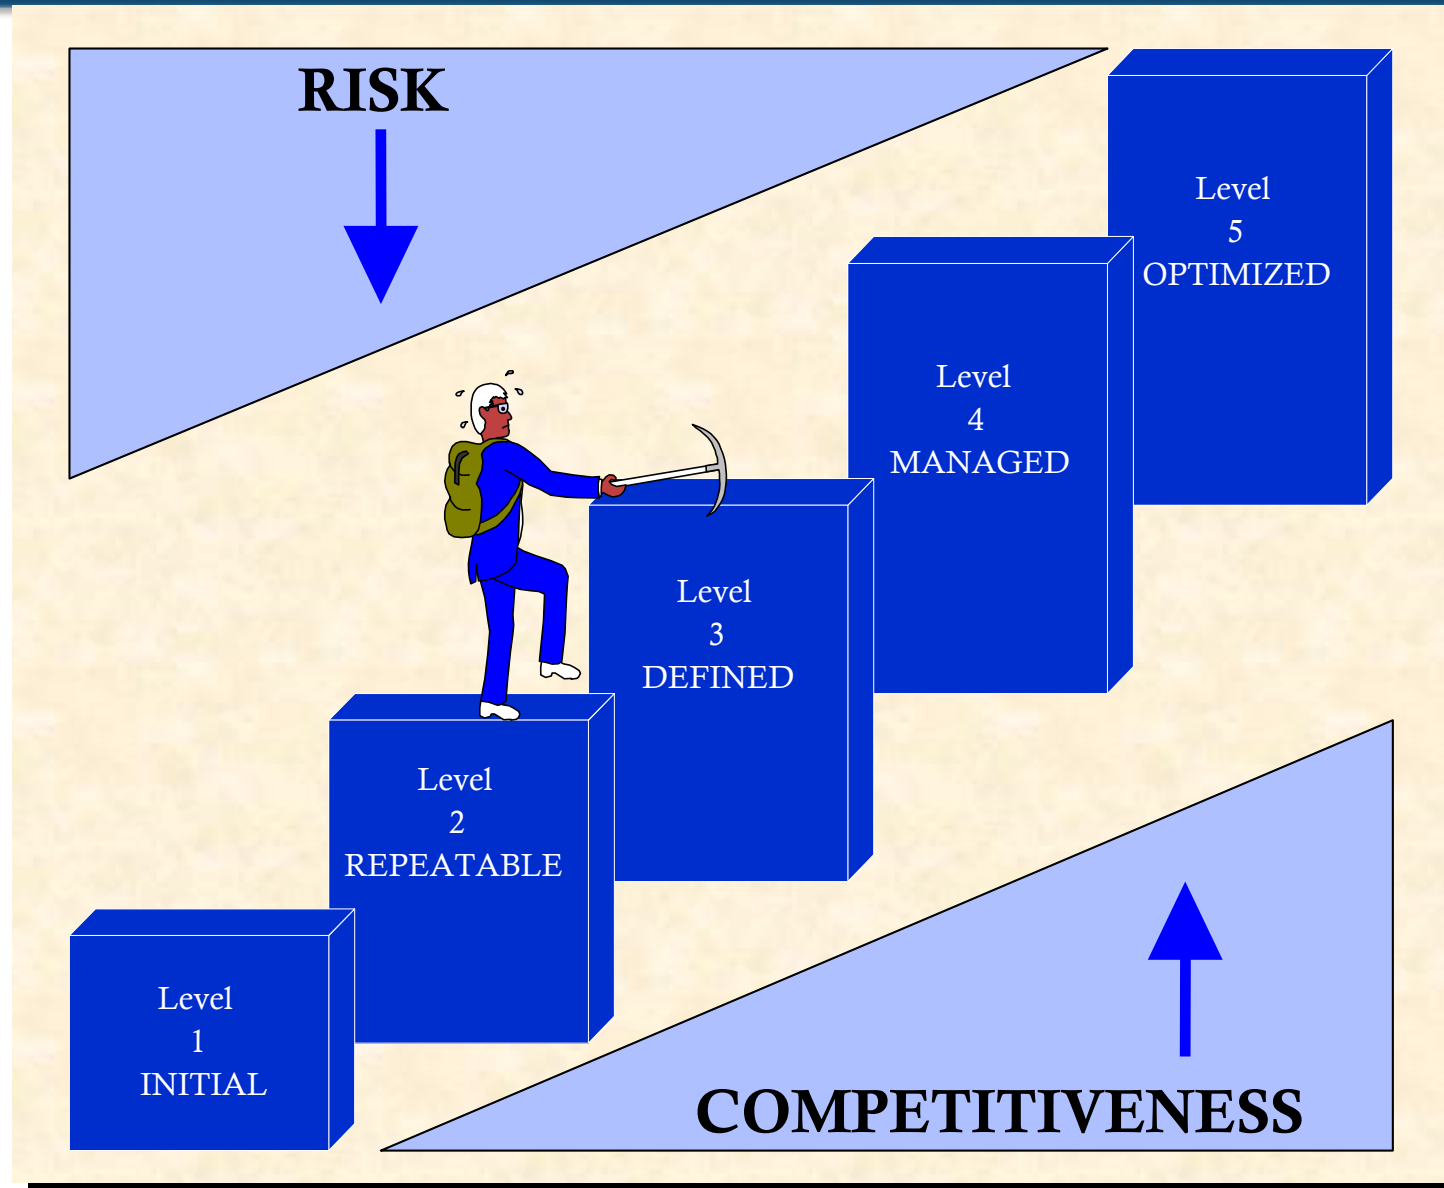 RISK
Level
5
OPTIMIZED
Level
4
MANAGED
Level
3
DEFINED
Level
2
REPEATABLE
Level
1
INITIAL
COMPETITIVENESS